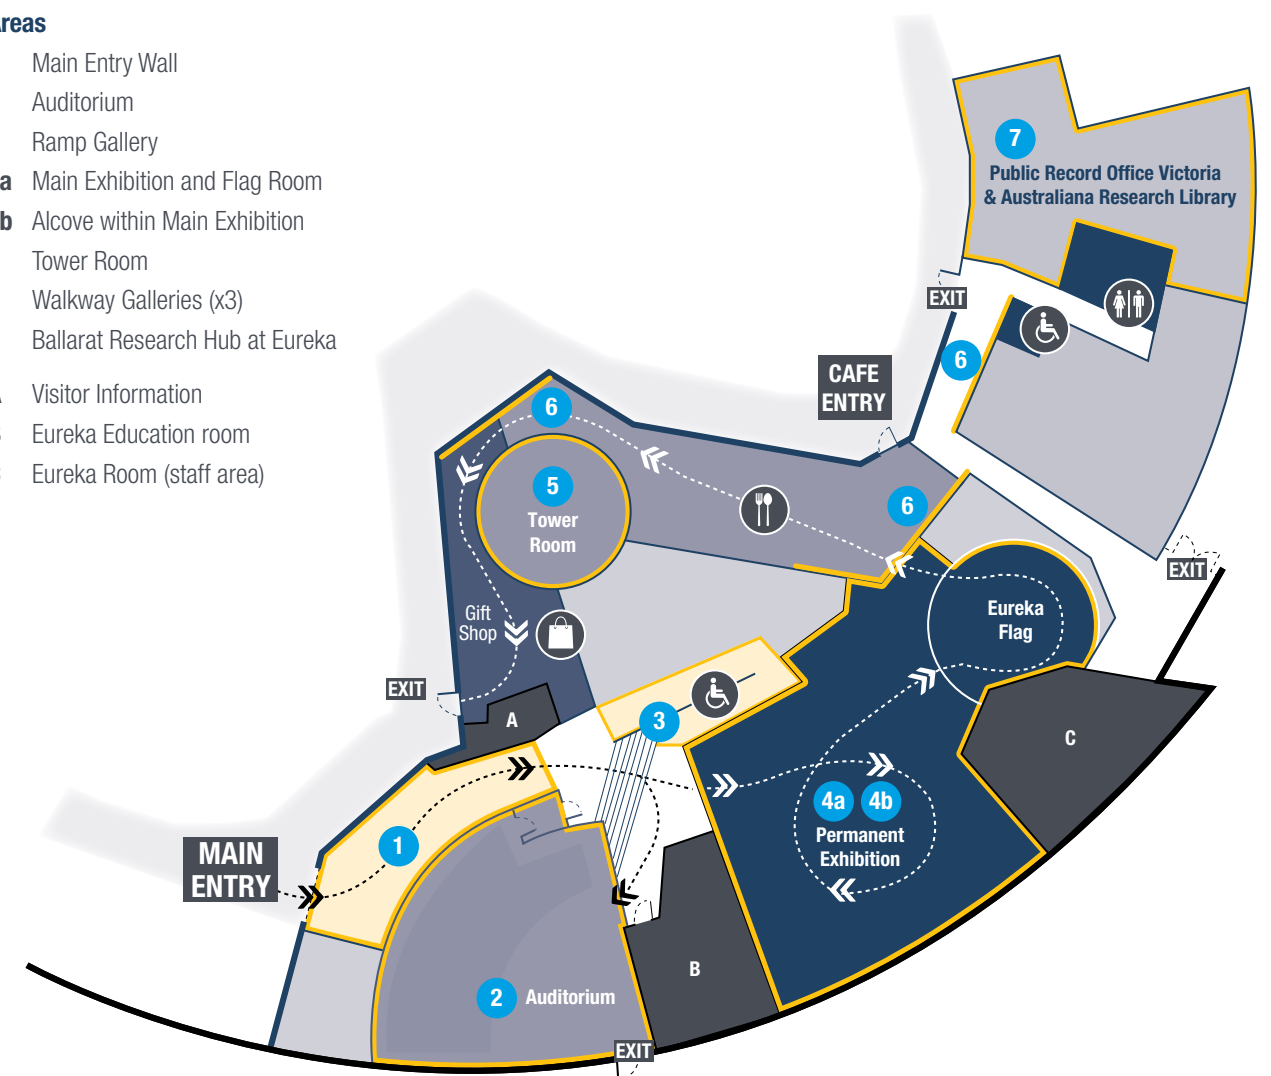 Areas
Main Entry Wall
Auditorium
Ramp Gallery
a Main Exhibition and Flag Room
b Alcove within Main Exhibition
Tower Room
Walkway Galleries (x3)
Ballarat Research Hub at Eureka
Visitor Information
Eureka Education room
Eureka Room (staff area)
7
Public Record Office Victoria
& Australiana Research Library
EXIT
6
CAFE
ENTRY
6
5
Tower
Room
6
EXIT
Eureka
Flag
Gift
Shop
EXIT
A
3
C
4a 4b
Permanent
Exhibition
1
MAIN
ENTRY
B
2 Auditorium
EXIT